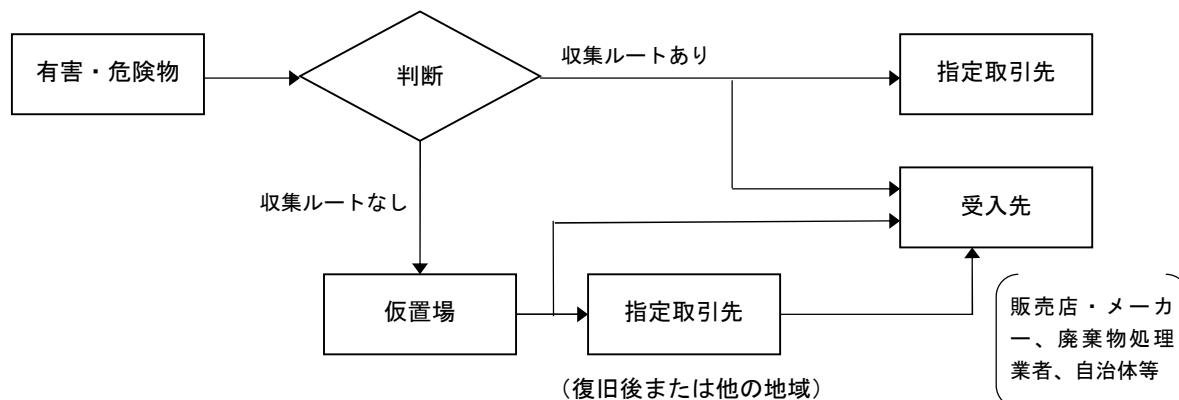 有害・危険物
判断
収集ルートあり
指定取引先
収集ルートなし
受入先
仮置場
指定取引先
(復旧後または他の地域)
販売店・メーカ
ー、廃棄物処理
業者、自治体等